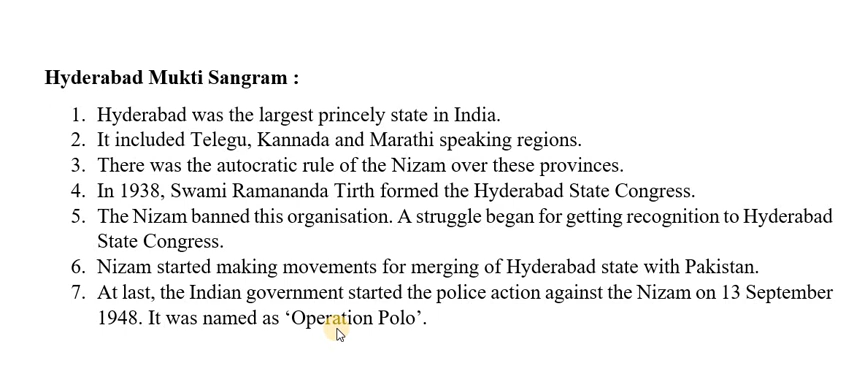 Hyderabad Mukti Sangram :
1. Hyderabad was the largest princely state in India.
2. It included Telegu, Kannada and Marathi speaking regions.
3. There was the autocratic rule of the Nizam over these provinces.
4. In 1938, Swami Ramananda Tirth formed the Hyderabad State Congress.
5. The Nizam banned this organisation. A struggle began for getting recognition to Hyderabad
State Congress.
6. Nizam started making movements for merging of Hyderabad state with Pakistan.
7. At last, the Indian government started the police action against the Nizam on 13 September
1948. It was named as ‘Operation Polo’.